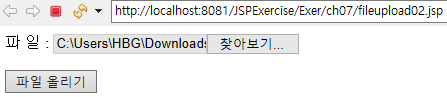 http://localhost:8081/JSPExercise/Exer/ch07/fileupload02.jsp
파 일 : C:\Users\HBG\Downloads 찾아보기...
파일 올리기